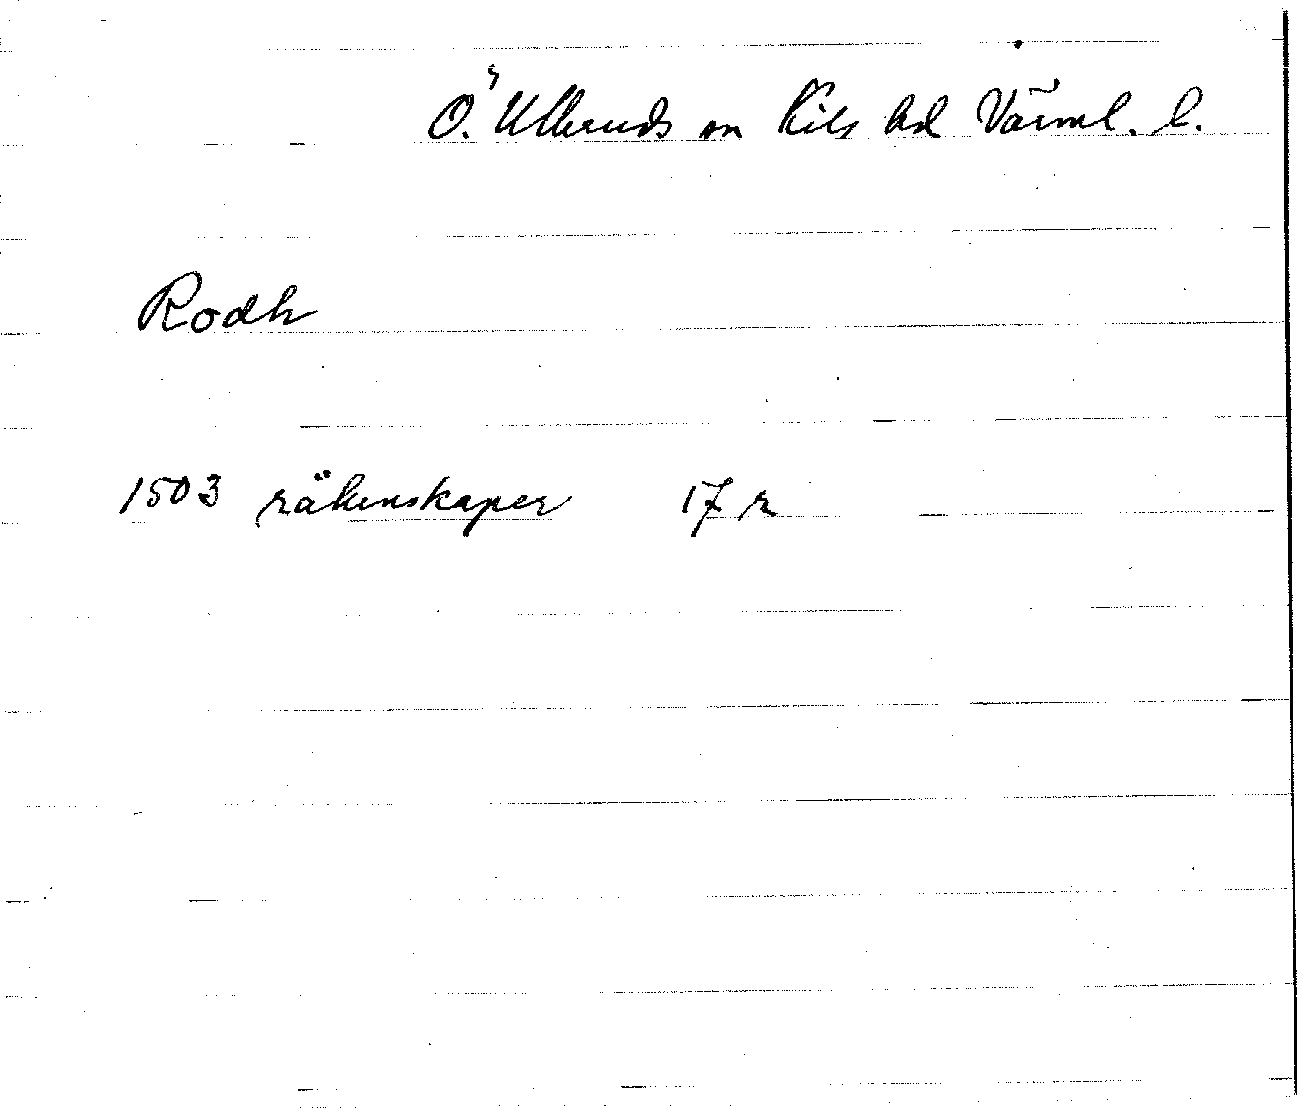 Ö. Ulleruds sn Kils hd Värml. l.
Rodh
1503 räkenskaper 17 r